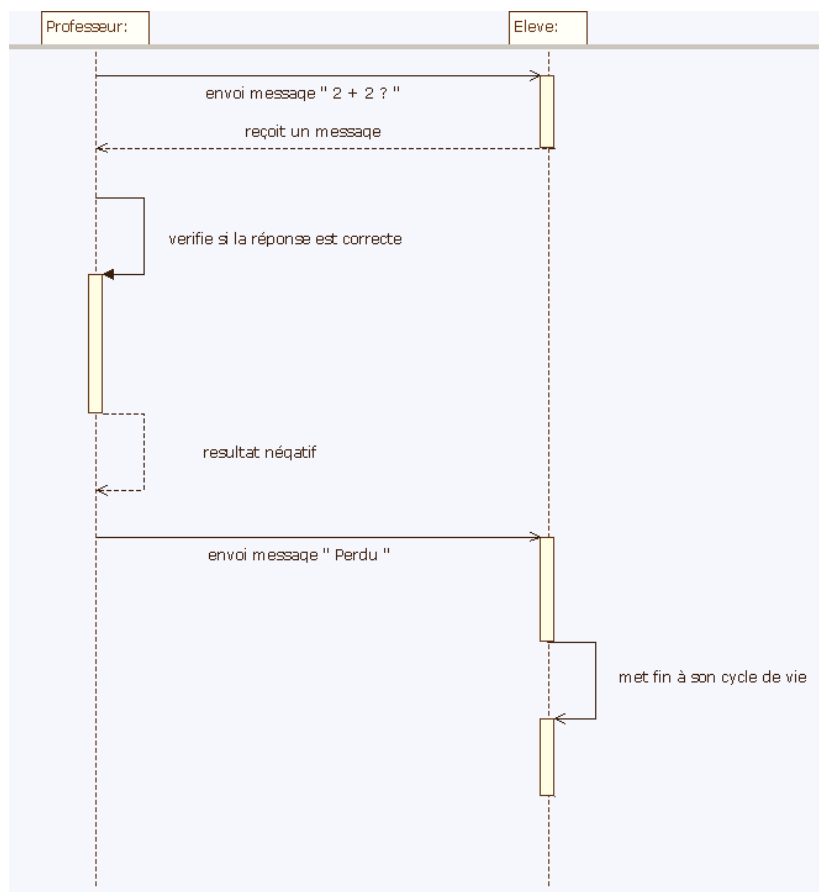 Professeur:
Eleve:
envoi message " 2 + 2 ? "
reçoit un message
verifie si la réponse est correcte
resultat négatif
envoi message " Perdu "
met fin à son cycle de vie